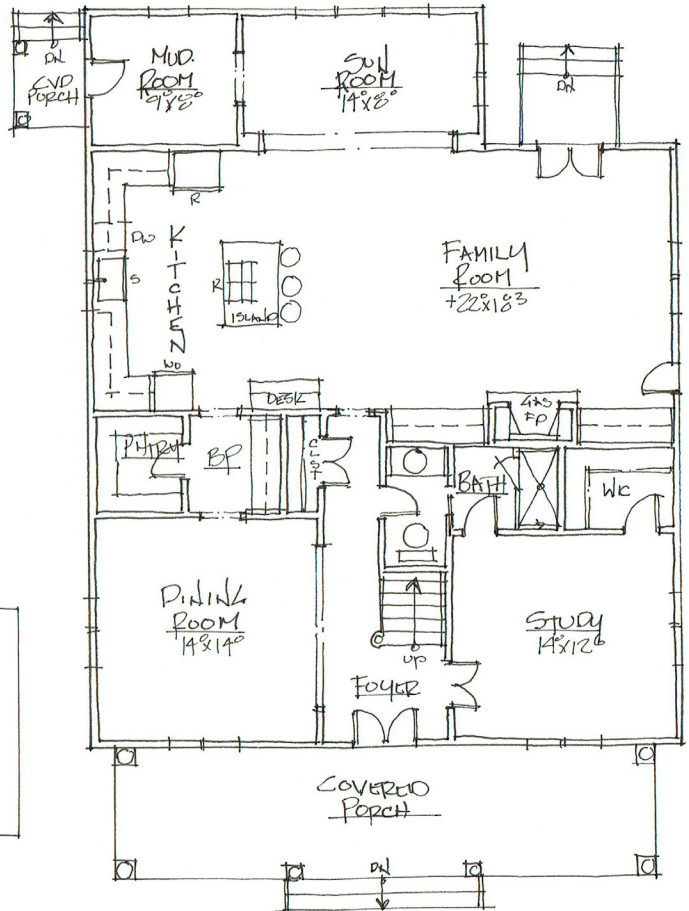 DN
CVD
PORCH
MUD
ROOM
9⁰x8⁰
SUN
ROOM
14⁰x8⁰
DN
R
DW
S
KITCHEN
R
ISLAND
FAMILY
ROOM
+22⁰x18³
WO
DESK
GAS
FP
PNTRY
BP
CLST
BATH
WIC
DINING
ROOM
14⁰x14⁰
STUDY
14⁰x12⁶
UP
FOYER
COVERED
PORCH
DN